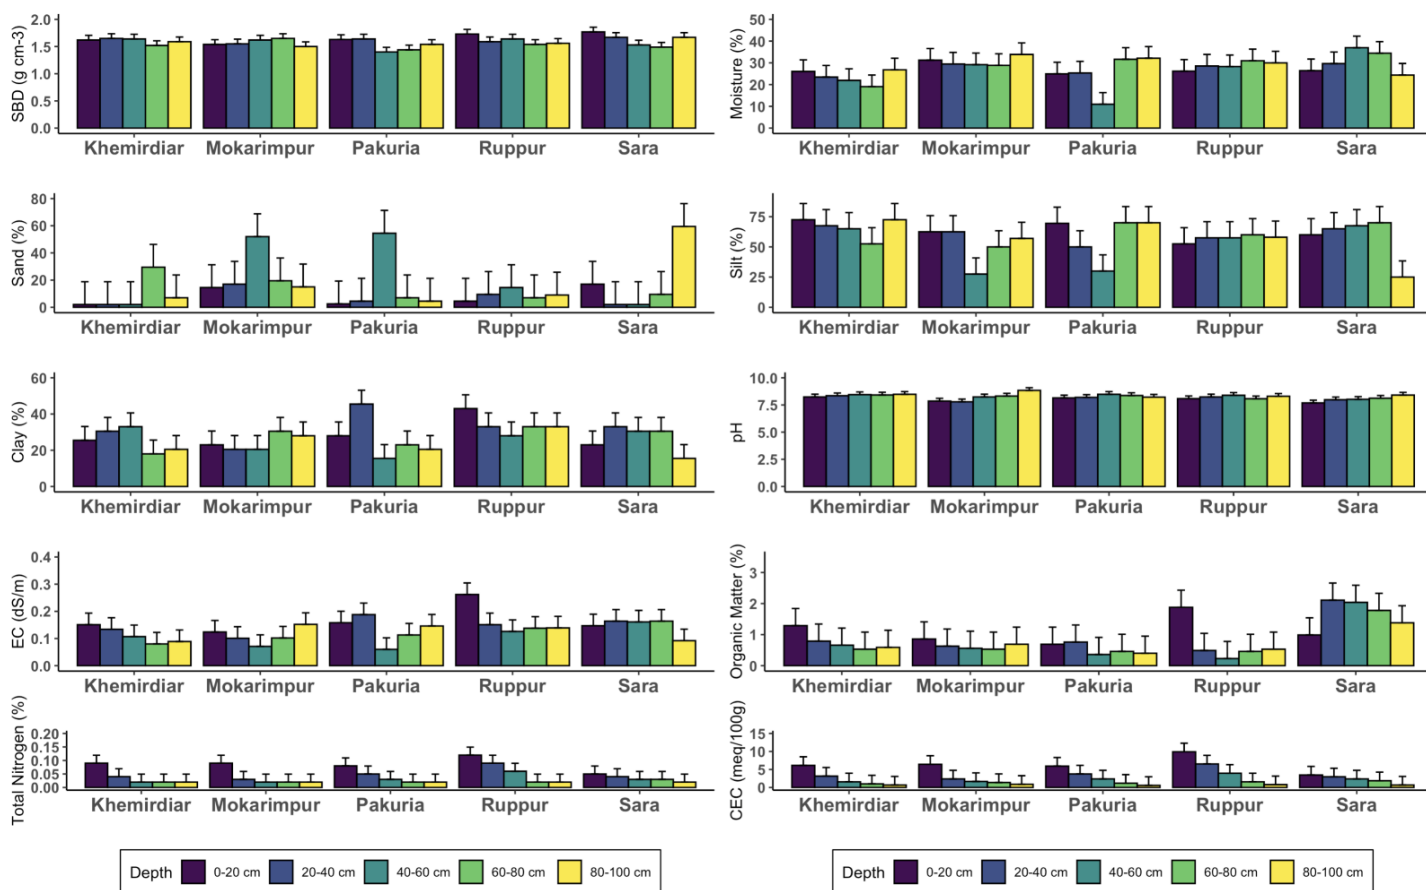 SBD (g cm-3)
2.0
1.5
1.0
0.5
0.0
Khemirdiar Mokarimpur Pakuria Ruppur Sara
Moisture (%)
50
40
30
20
10
0
Khemirdiar Mokarimpur Pakuria Ruppur Sara
Sand (%)
80
60
40
20
0
Khemirdiar Mokarimpur Pakuria Ruppur Sara
Silt (%)
75
50
25
0
Khemirdiar Mokarimpur Pakuria Ruppur Sara
Clay (%)
60
40
20
0
Khemirdiar Mokarimpur Pakuria Ruppur Sara
pH
10.0
7.5
5.0
2.5
0.0
Khemirdiar Mokarimpur Pakuria Ruppur Sara
EC (dS/m)
0.4
0.3
0.2
0.1
0.0
Khemirdiar Mokarimpur Pakuria Ruppur Sara
Organic Matter (%)
3
2
1
0
Khemirdiar Mokarimpur Pakuria Ruppur Sara
Total Nitrogen (%)
0.20
0.15
0.10
0.05
0.00
Khemirdiar Mokarimpur Pakuria Ruppur Sara
CEC (meq/100g)
15
10
5
0
Khemirdiar Mokarimpur Pakuria Ruppur Sara
Depth 0-20 cm 20-40 cm 40-60 cm 60-80 cm 80-100 cm
Depth 0-20 cm 20-40 cm 40-60 cm 60-80 cm 80-100 cm